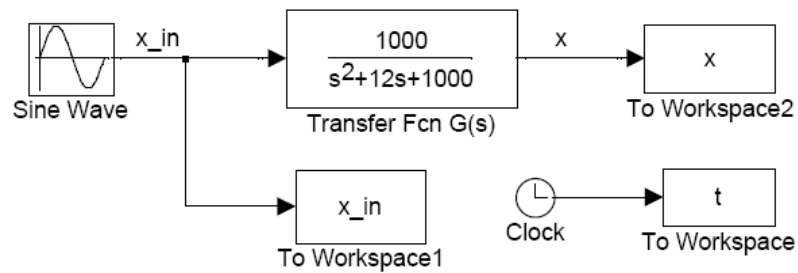 x_in
1000
s²+12s+1000
x
x
Sine Wave
Transfer Fcn G(s)
To Workspace2
x_in
To Workspace1
Clock
t
To Workspace